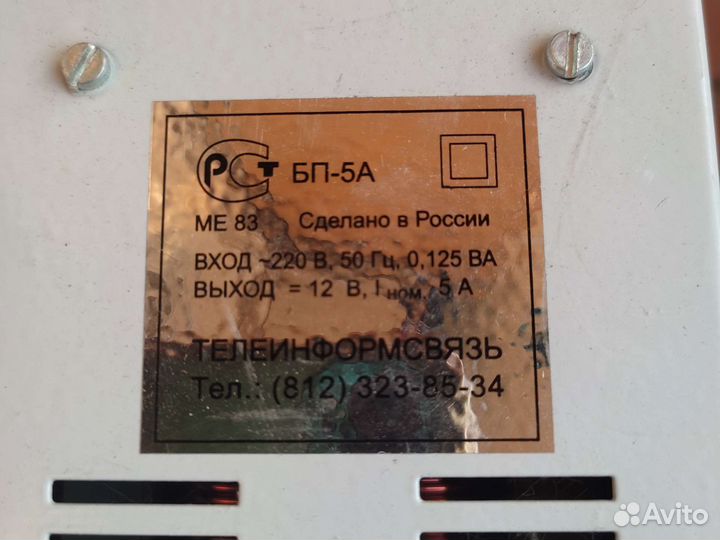 РСТ БП-5А
МЕ 83 Сделано в России
ВХОД ~220 В, 50 Гц, 0,125 ВА
ВЫХОД = 12 В, I ном. 5 А
ТЕЛЕИНФОРМСВЯЗЬ
Тел.: (812) 323-85-34
Avito